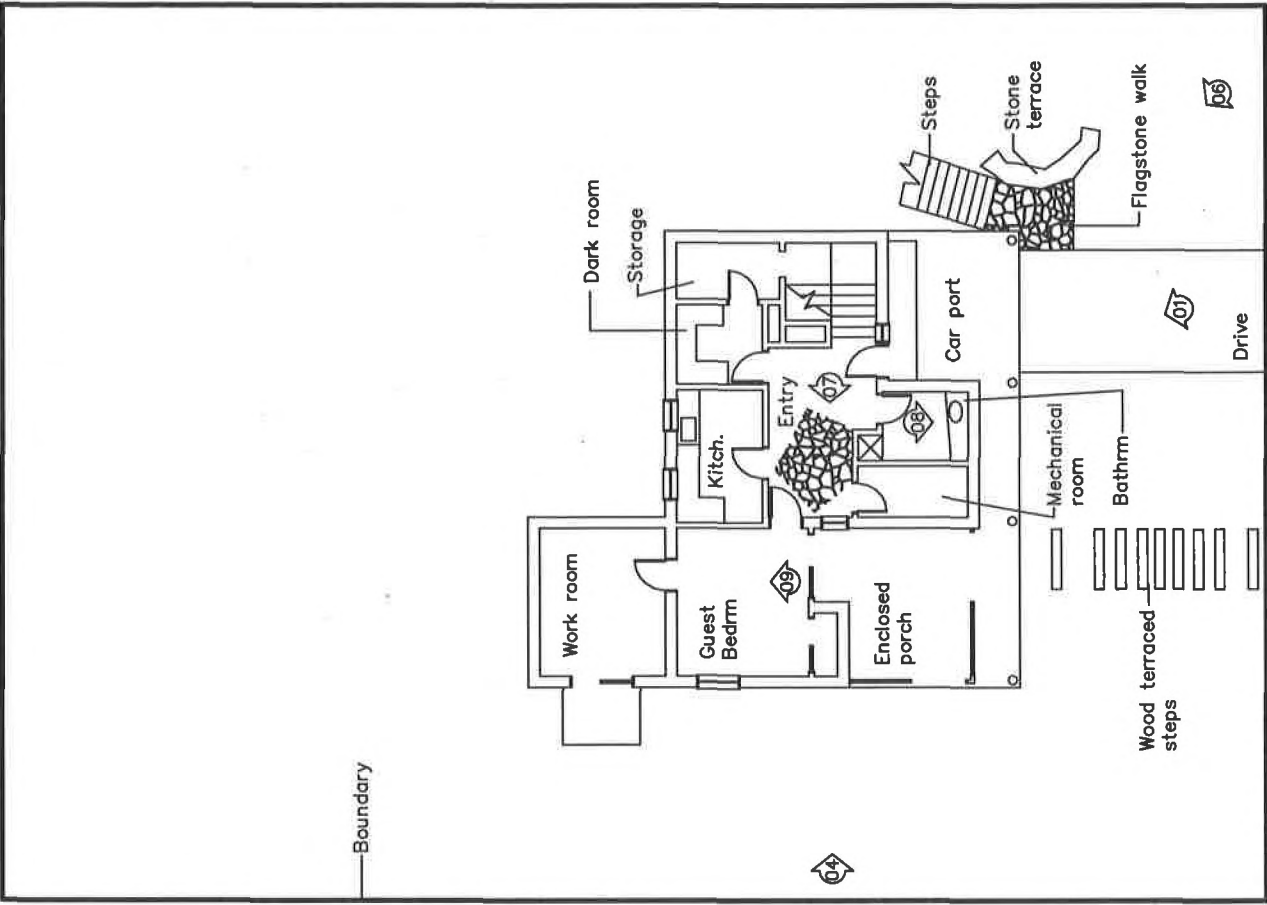 Boundary
Work room
Guest
Bedrm
Enclosed
porch
Wood terraced
steps
Kitch.
Entry
Dark room
Storage
Car port
Mechanical
room
Bathrm
Drive
Steps
Stone
terrace
Flagstone walk
04
09
08
07
01
06